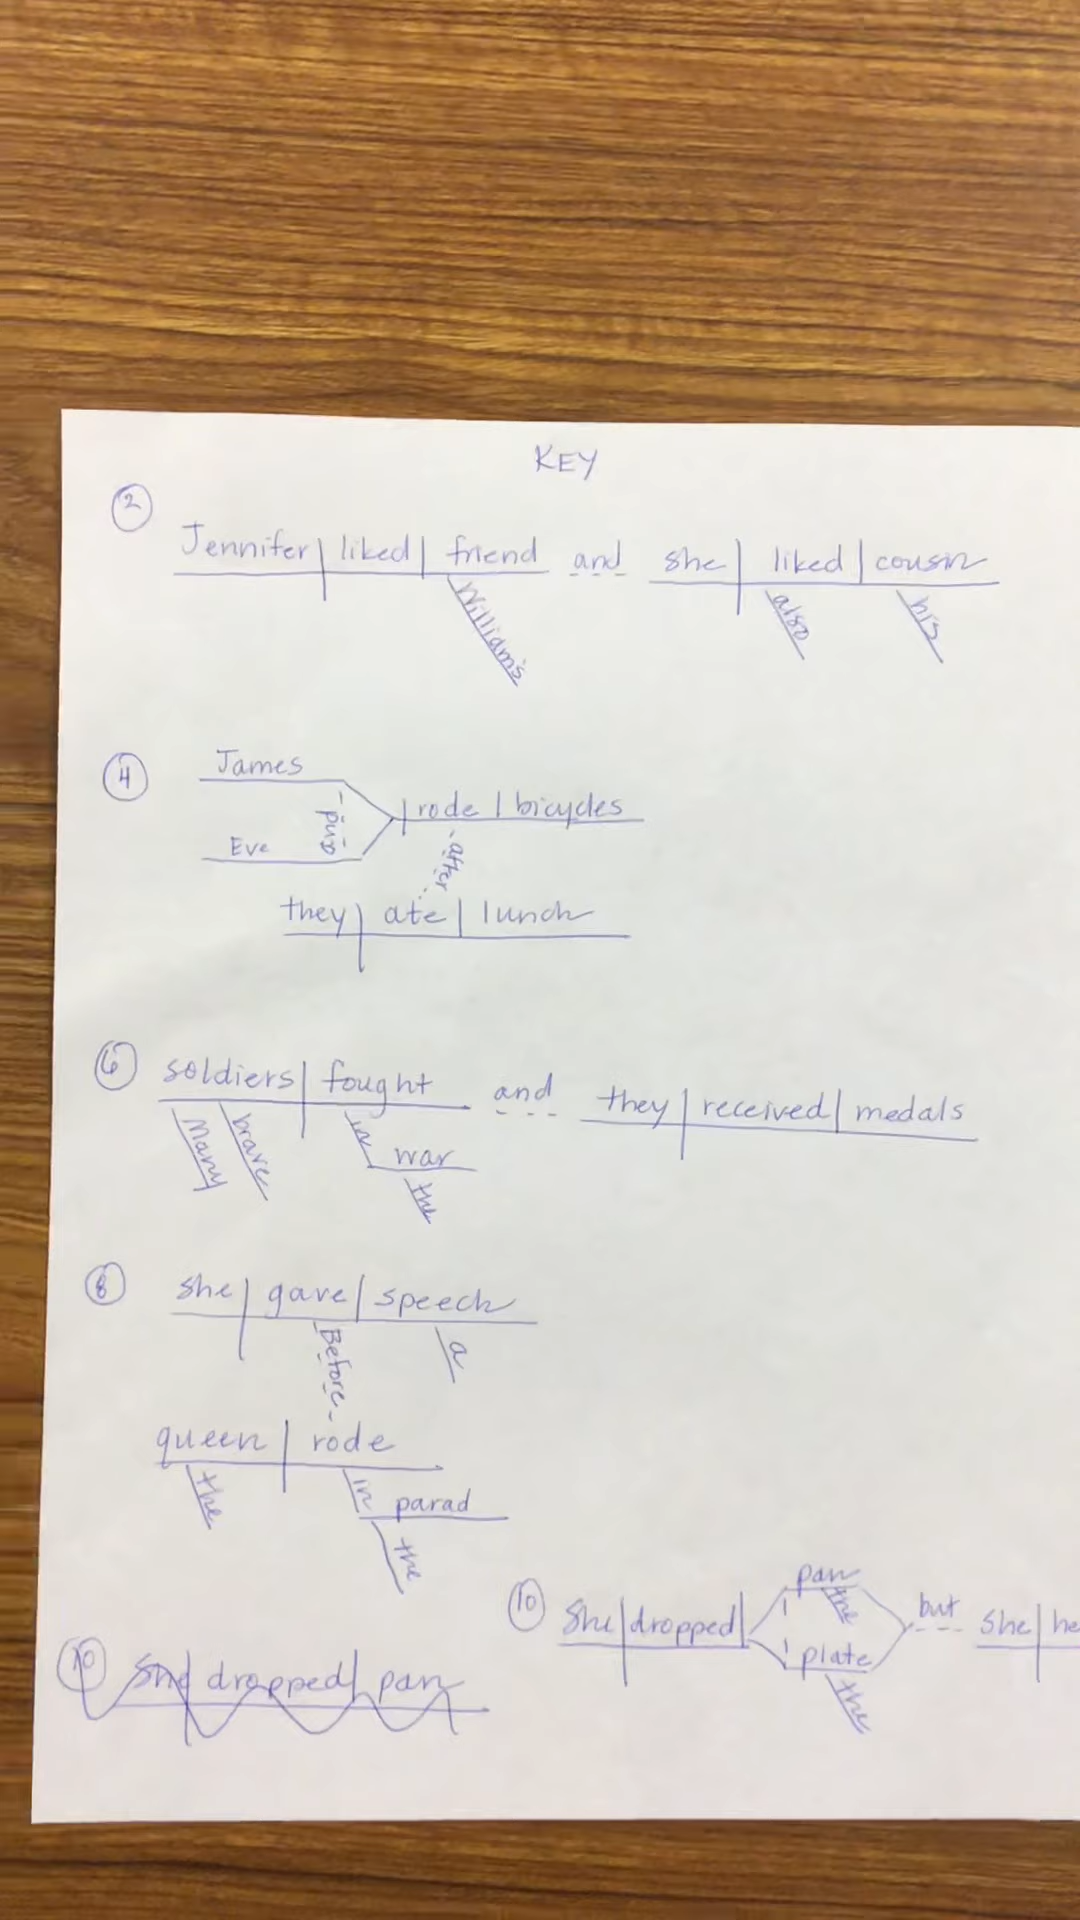 KEY
2
Jennifer liked friend and she liked cousin
William's also his
4
James
and rode bicycles
Eve after
they ate lunch
6 soldiers fought and they received medals
Many brave in war
the
8 she gave speech
Before a
queen rode
the in parad
the
10 She dropped pan the but she he
plate
the
10 She dropped pan